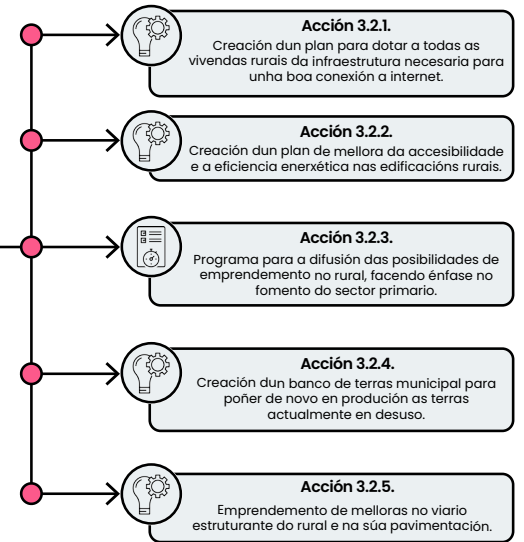 Acción 3.2.1.
Creación dun plan para dotar a todas as
vivendas rurais da infraestrutura necesaria para
unha boa conexión a internet.
Acción 3.2.2.
Creación dun plan de mellora da accesibilidade
e a eficiencia enerxética nas edificacións rurais.
Acción 3.2.3.
Programa para a difusión das posibilidades de
emprendemento no rural, facendo énfase no
fomento do sector primario.
Acción 3.2.4.
Creación dun banco de terras municipal para
poñer de novo en produción as terras
actualmente en desuso.
Acción 3.2.5.
Emprendemento de melloras no viario
estruturante do rural e na súa pavimentación.